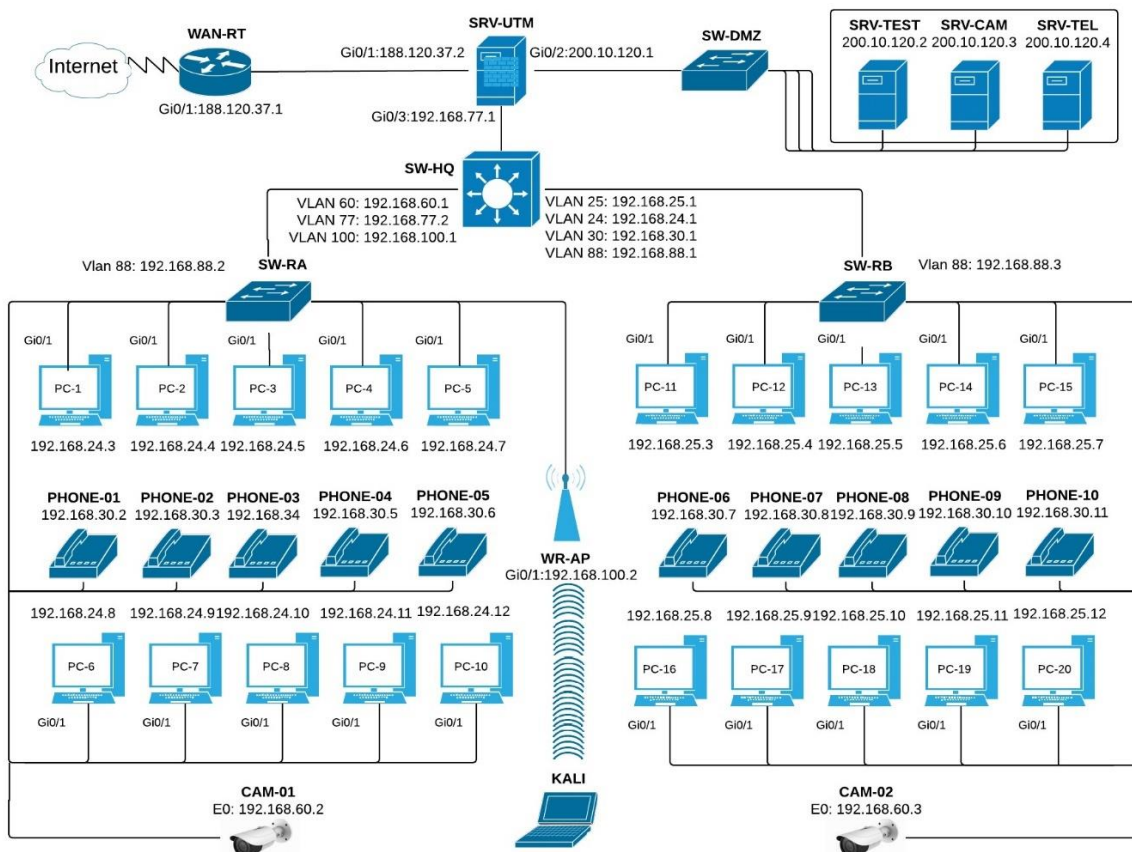 SRV-UTM
SW-DMZ
SRV-TEST SRV-CAM SRV-TEL
200.10.120.2 200.10.120.3 200.10.120.4
WAN-RT
Internet
Gi0/1:188.120.37.2
Gi0/2:200.10.120.1
Gi0/1:188.120.37.1
Gi0/3:192.168.77.1
SW-HQ
VLAN 60: 192.168.60.1
VLAN 77: 192.168.77.2
VLAN 100: 192.168.100.1
VLAN 25: 192.168.25.1
VLAN 24: 192.168.24.1
VLAN 30: 192.168.30.1
VLAN 88: 192.168.88.1
Vlan 88: 192.168.88.2
SW-RA
SW-RB
Vlan 88: 192.168.88.3
Gi0/1 Gi0/1 Gi0/1 Gi0/1 Gi0/1
PC-1 PC-2 PC-3 PC-4 PC-5
192.168.24.3 192.168.24.4 192.168.24.5 192.168.24.6 192.168.24.7
Gi0/1 Gi0/1 Gi0/1 Gi0/1 Gi0/1
PC-11 PC-12 PC-13 PC-14 PC-15
192.168.25.3 192.168.25.4 192.168.25.5 192.168.25.6 192.168.25.7
PHONE-01 PHONE-02 PHONE-03 PHONE-04 PHONE-05
192.168.30.2 192.168.30.3 192.168.34 192.168.30.5 192.168.30.6
WR-AP
Gi0/1:192.168.100.2
PHONE-06 PHONE-07 PHONE-08 PHONE-09 PHONE-10
192.168.30.7 192.168.30.8 192.168.30.9 192.168.30.10 192.168.30.11
192.168.24.8 192.168.24.9 192.168.24.10 192.168.24.11 192.168.24.12
PC-6 PC-7 PC-8 PC-9 PC-10
Gi0/1 Gi0/1 Gi0/1 Gi0/1 Gi0/1
192.168.25.8 192.168.25.9 192.168.25.10 192.168.25.11 192.168.25.12
PC-16 PC-17 PC-18 PC-19 PC-20
Gi0/1 Gi0/1 Gi0/1 Gi0/1 Gi0/1
CAM-01
E0: 192.168.60.2
KALI
CAM-02
E0: 192.168.60.3